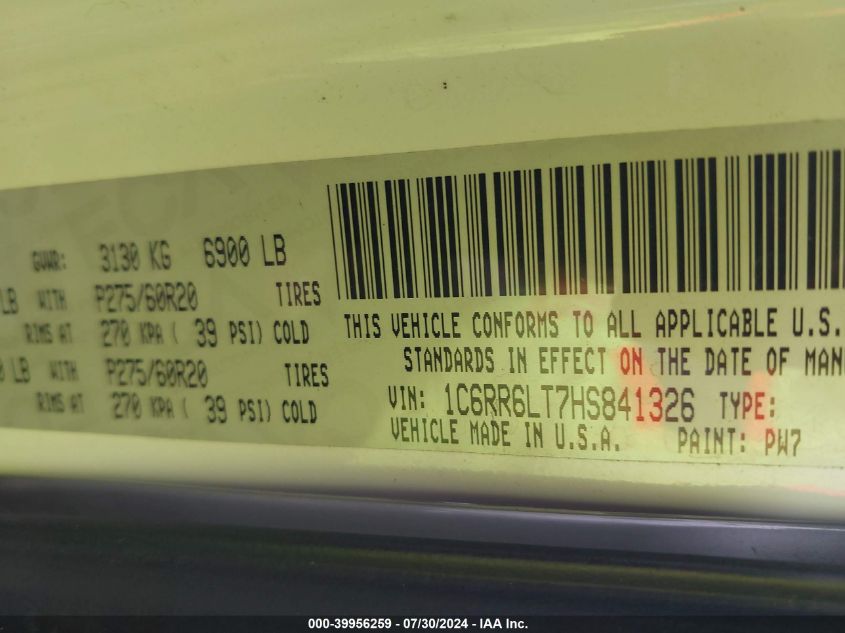 GVWR: 3130 KG 6900 LB
LB WITH P275/60R20 TIRES
RIMS AT 270 KPA ( 39 PSI) COLD
LB WITH P275/60R20 TIRES
RIMS AT 270 KPA ( 39 PSI) COLD
THIS VEHICLE CONFORMS TO ALL APPLICABLE U.S.
STANDARDS IN EFFECT ON THE DATE OF MAN
VIN: 1C6RR6LT7HS841326 TYPE:
VEHICLE MADE IN U.S.A. PAINT: PW7
000-39956259 - 07/30/2024 - IAA Inc.